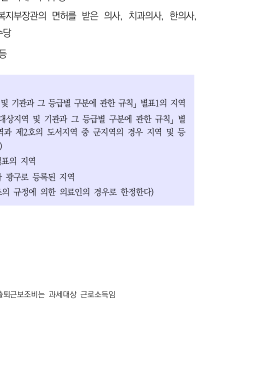 복지부장관의 면허를 받은 의사, 치과의사, 한의사,
수당
등
및 기관과 그 등급별 구분에 관한 규칙」 별표1의 지역
대상지역 및 기관과 그 등급별 구분에 관한 규칙」 별
역과 제2호의 도서지역 중 군지역의 경우 지역 및 등
)
별표의 지역
광구로 등록된 지역
의 규정에 의한 의료인의 경우로 한정한다)
출퇴근보조비는 과세대상 근로소득임